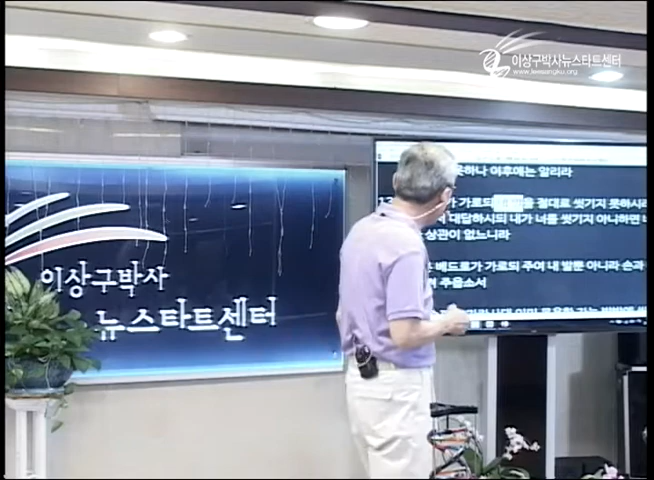 이상구박사뉴스타트센터
www.leesangku.org
이상구박사
뉴스타트센터
못하나 이후에는 알리라
가 가로되 내 발을 절대로 씻기지 못하시리
대답하시되 내가 너를 씻기지 아니하면 네
상관이 없느니라
베드로가 가로되 주여 내 발뿐 아니라 손과
주옵소서